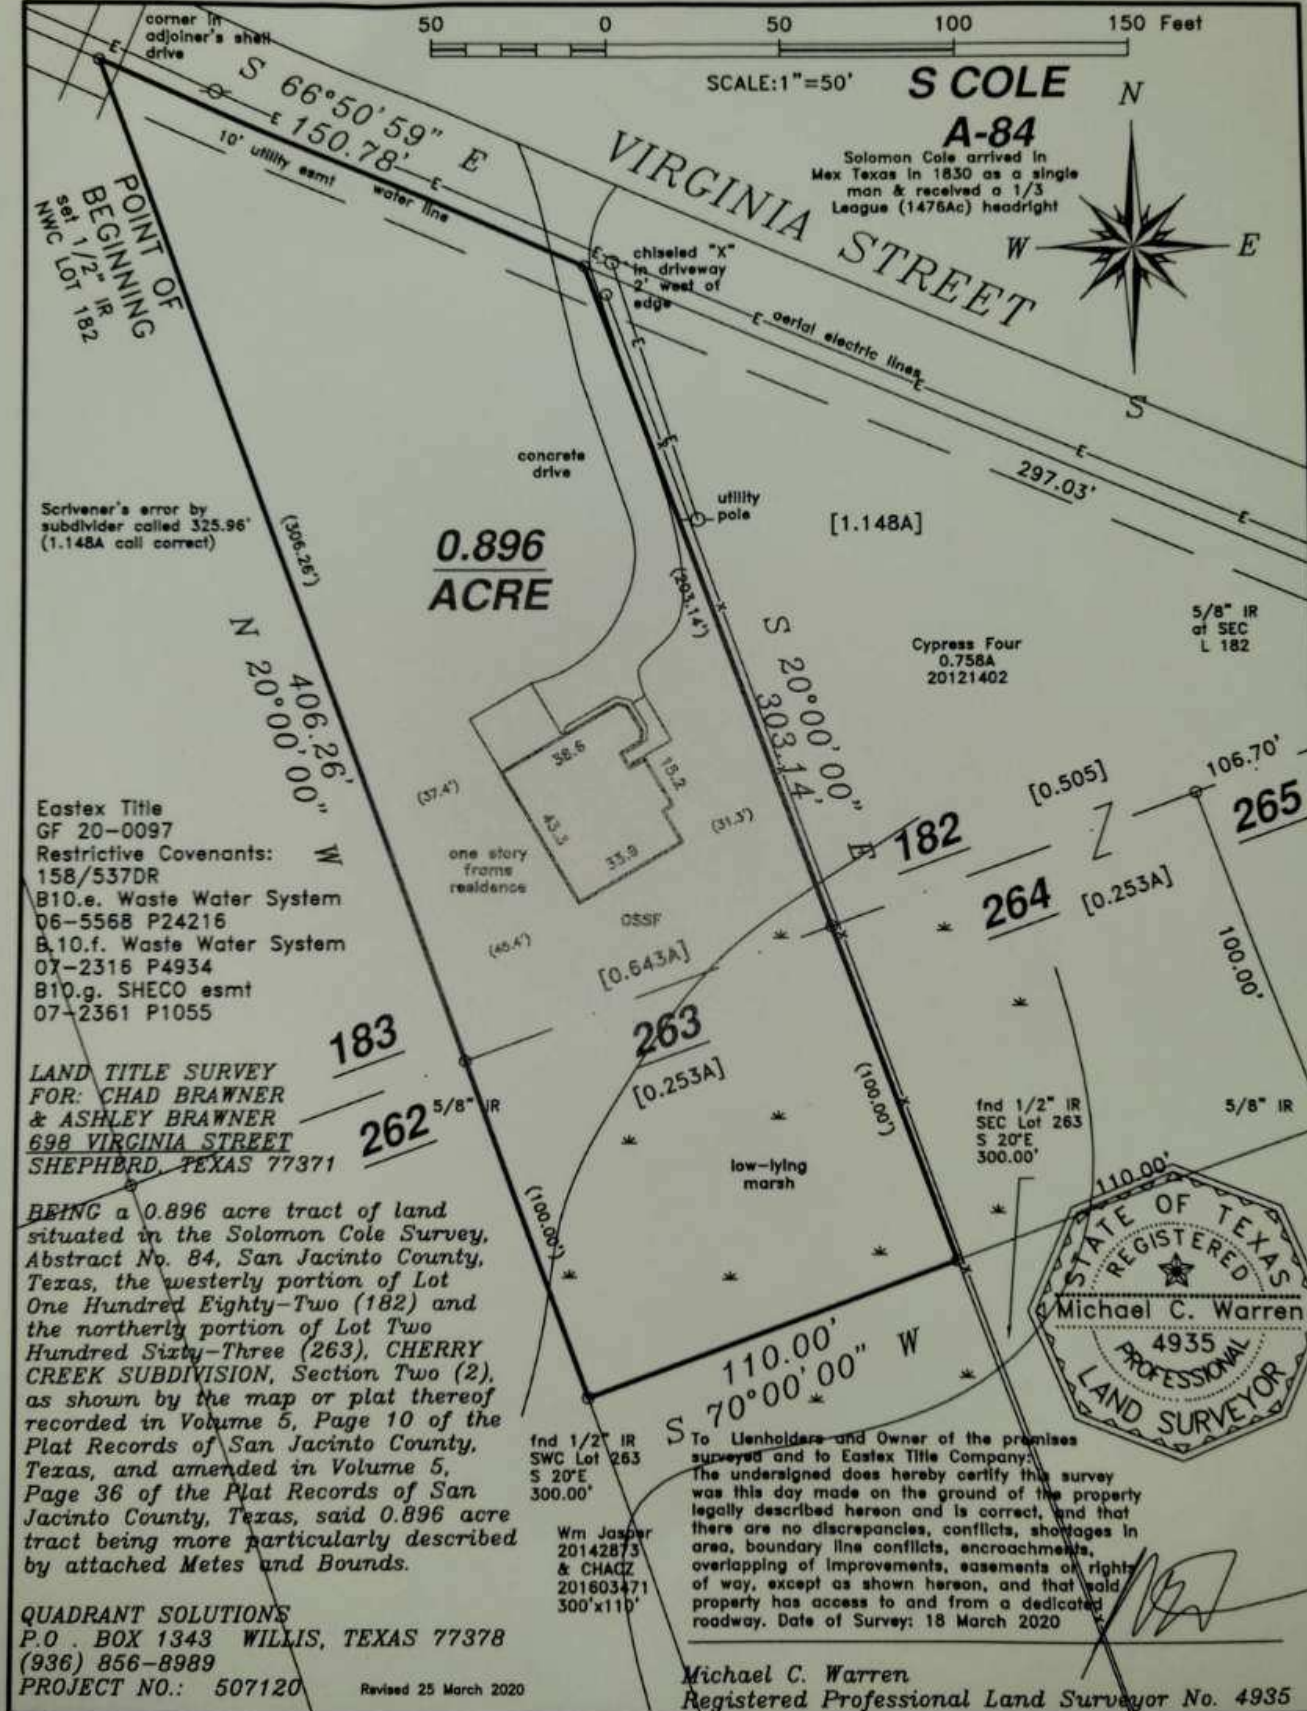 corner in
adjoiner's shell
drive
50 0 50 100 150 Feet
SCALE:1"=50'
S COLE
A-84
Solomon Cole arrived in
Mex Texas in 1830 as a single
man & received a 1/3
League (1476Ac) headright
N
W E
S
S 66°50'59" E
150.78'
10' utility esmt
water line
VIRGINIA STREET
POINT OF
BEGINNING
set 1/2" IR
NWC LOT 182
chiseled "X"
in driveway
2' west of
edge
aerial electric lines
E E E E E E E E E E E
297.03'
concrete
drive
utility
pole
[1.148A]
Scrivener's error by
subdivider called 325.96'
(1.148A call correct)
(306.26')
0.896
ACRE
(203.14')
S 20°00'00" E
303.14'
Cypress Four
0.758A
20121402
5/8" IR
at SEC
L 182
N 20°00'00" W
406.26'
38.6
15.2
43.3
33.9
(37.4')
(31.3')
one story
frame
residence
OSSF
(45.4')
[0.643A]
182
[0.505]
Z
106.70'
265
264
[0.253A]
100.00'
Eastex Title
GF 20-0097
Restrictive Covenants:
158/537DR
B10.e. Waste Water System
06-5568 P24216
B.10.f. Waste Water System
07-2316 P4934
B10.g. SHECO esmt
07-2361 P1055
183
262
5/8" IR
263
[0.253A]
(100.00')
(100.00')
low-lying
marsh
fnd 1/2" IR
SEC Lot 263
S 20°E
300.00'
5/8" IR
110.00'
LAND TITLE SURVEY
FOR: CHAD BRAWNER
& ASHLEY BRAWNER
698 VIRGINIA STREET
SHEPHERD, TEXAS 77371
BEING a 0.896 acre tract of land
situated in the Solomon Cole Survey,
Abstract No. 84, San Jacinto County,
Texas, the westerly portion of Lot
One Hundred Eighty-Two (182) and
the northerly portion of Lot Two
Hundred Sixty-Three (263), CHERRY
CREEK SUBDIVISION, Section Two (2),
as shown by the map or plat thereof
recorded in Volume 5, Page 10 of the
Plat Records of San Jacinto County,
Texas, and amended in Volume 5,
Page 36 of the Plat Records of San
Jacinto County, Texas, said 0.896 acre
tract being more particularly described
by attached Metes and Bounds.
110.00'
S 70°00'00" W
STATE OF TEXAS
REGISTERED
Michael C. Warren
4935
PROFESSIONAL
LAND SURVEYOR
fnd 1/2" IR
SWC Lot 263
S 20°E
300.00'
Wm Jasper
20142873
& CHACZ
201603471
300'x110'
To Lienholders and Owner of the premises
surveyed and to Eastex Title Company:
The undersigned does hereby certify this survey
was this day made on the ground of the property
legally described hereon and is correct, and that
there are no discrepancies, conflicts, shortages in
area, boundary line conflicts, encroachments,
overlapping of improvements, easements or rights
of way, except as shown hereon, and that said
property has access to and from a dedicated
roadway. Date of Survey: 18 March 2020
QUADRANT SOLUTIONS
P.O . BOX 1343 WILLIS, TEXAS 77378
(936) 856-8989
PROJECT NO.: 507120
Revised 25 March 2020
Michael C. Warren
Registered Professional Land Surveyor No. 4935